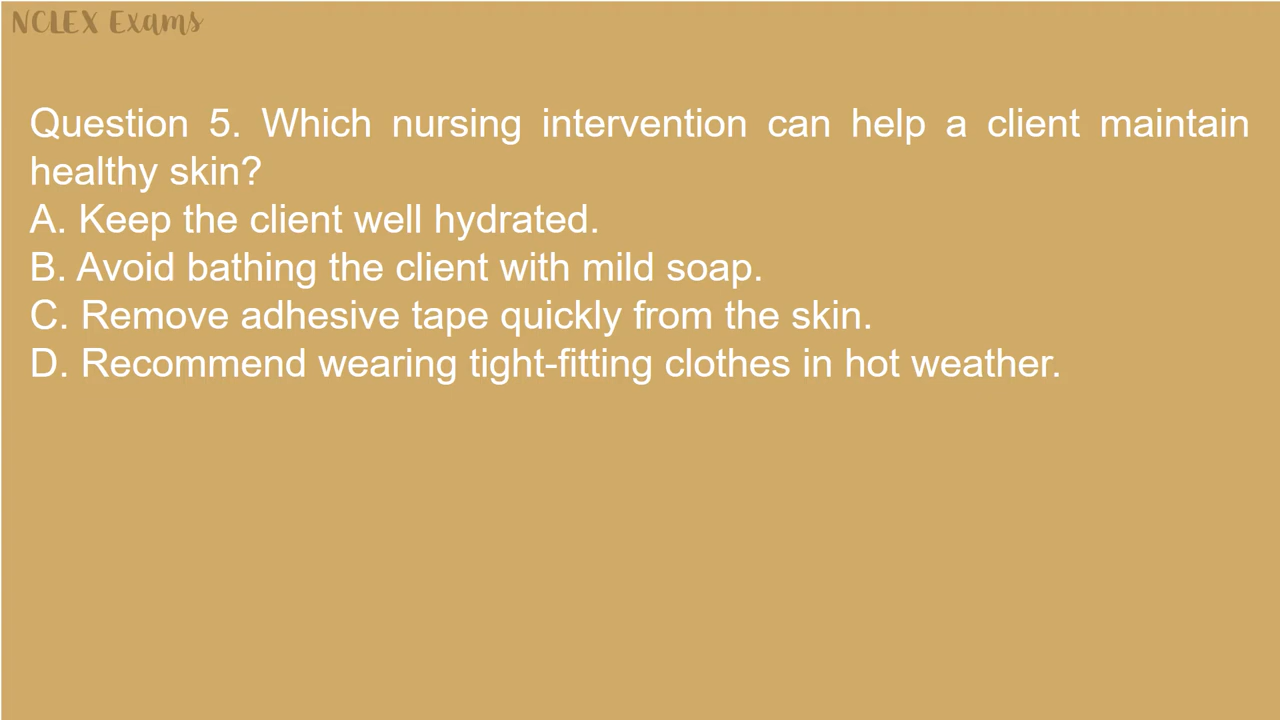 NCLEX Exams
Question 5. Which nursing intervention can help a client maintain
healthy skin?
A. Keep the client well hydrated.
B. Avoid bathing the client with mild soap.
C. Remove adhesive tape quickly from the skin.
D. Recommend wearing tight-fitting clothes in hot weather.